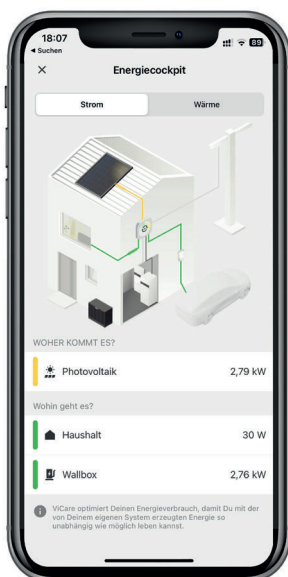 18:07
89
◀ Suchen
× Energiecockpit
Strom Wärme
WOHER KOMMT ES?
Photovoltaik 2,79 kW
Wohin geht es?
Haushalt 30 W
Wallbox 2,76 kW
ViCare optimiert Deinen Energieverbrauch, damit Du mit der
von Deinem eigenen System erzeugten Energie so
unabhängig wie möglich leben kannst.